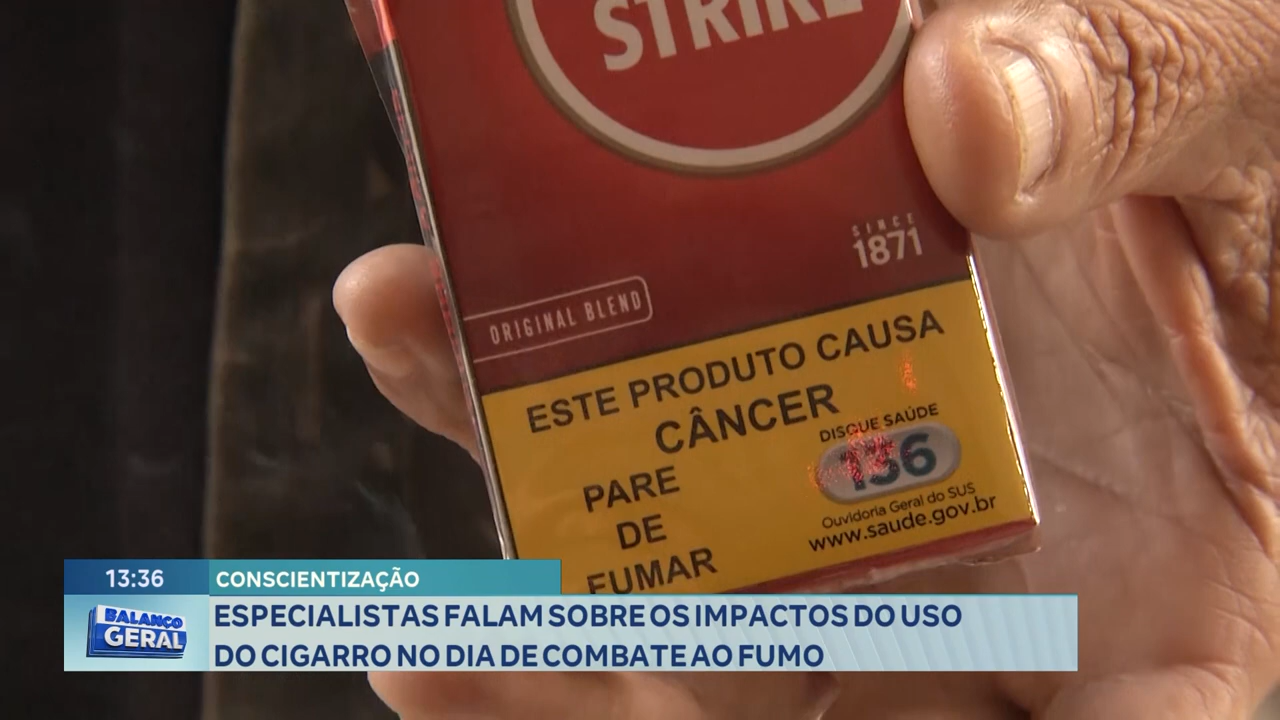 STRIKE
SINCE
1871
ORIGINAL BLEND
ESTE PRODUTO CAUSA
CÂNCER
DISQUE SAÚDE
136
PARE
DE
FUMAR
Ouvidoria Geral do SUS
www.saude.gov.br
13:36
CONSCIENTIZAÇÃO
BALANÇO
GERAL
ESPECIALISTAS FALAM SOBRE OS IMPACTOS DO USO
DO CIGARRO NO DIA DE COMBATE AO FUMO